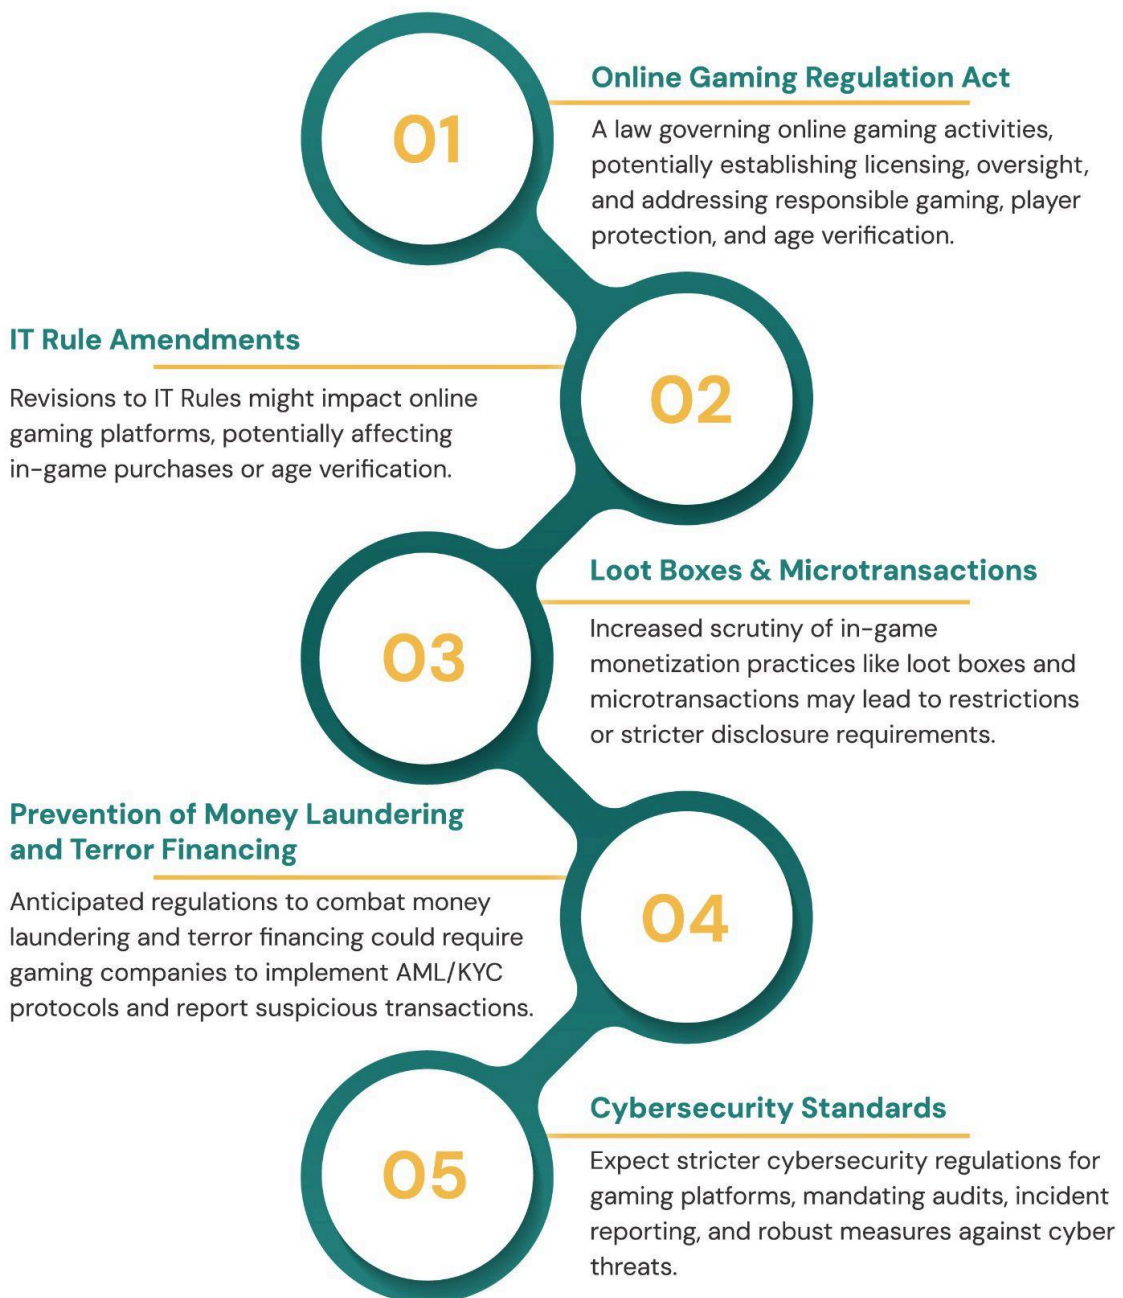 01
Online Gaming Regulation Act
A law governing online gaming activities,
potentially establishing licensing, oversight,
and addressing responsible gaming, player
protection, and age verification.
IT Rule Amendments
02
Revisions to IT Rules might impact online
gaming platforms, potentially affecting
in-game purchases or age verification.
03
Loot Boxes & Microtransactions
Increased scrutiny of in-game
monetization practices like loot boxes and
microtransactions may lead to restrictions
or stricter disclosure requirements.
Prevention of Money Laundering
and Terror Financing
04
Anticipated regulations to combat money
laundering and terror financing could require
gaming companies to implement AML/KYC
protocols and report suspicious transactions.
05
Cybersecurity Standards
Expect stricter cybersecurity regulations for
gaming platforms, mandating audits, incident
reporting, and robust measures against cyber
threats.